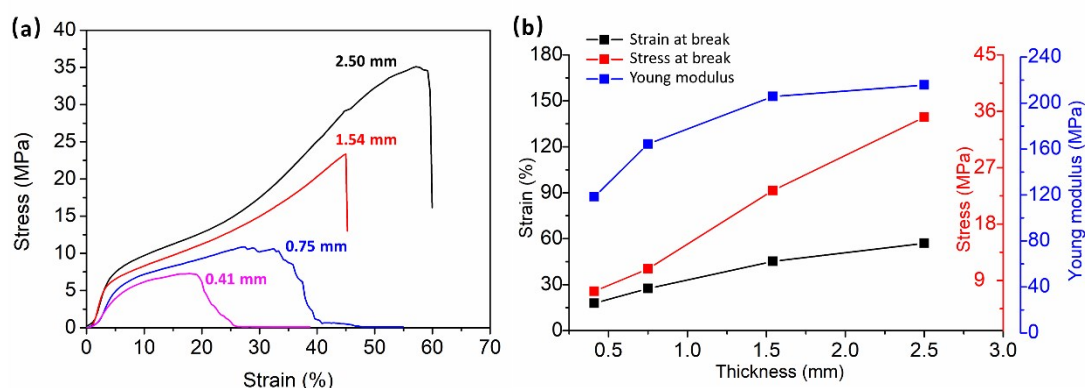 (a)
Stress (MPa)
40
35
30
25
20
15
10
5
0
2.50 mm
1.54 mm
0.75 mm
0.41 mm
0 10 20 30 40 50 60 70
Strain (%)
(b)
Strain at break
Stress at break
Young modulus
Strain (%)
180
150
120
90
60
30
0
0.5 1.0 1.5 2.0 2.5 3.0
Thickness (mm)
Stress (MPa)
45
36
27
18
9
Young modulus (MPa)
240
200
160
120
80
40
0